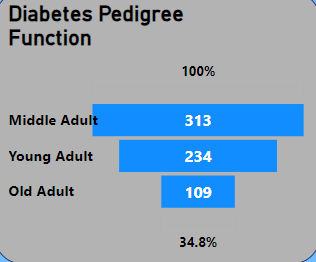 Diabetes Pedigree
Function
100%
Middle Adult 313
Young Adult 234
Old Adult 109
34.8%